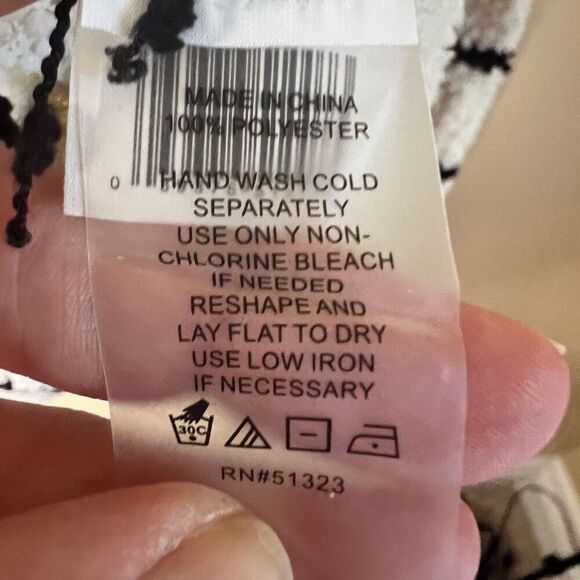 MADE IN CHINA
100% POLYESTER
0
HAND WASH COLD
SEPARATELY
USE ONLY NON-
CHLORINE BLEACH
IF NEEDED
RESHAPE AND
LAY FLAT TO DRY
USE LOW IRON
IF NECESSARY
30C
RN#51323